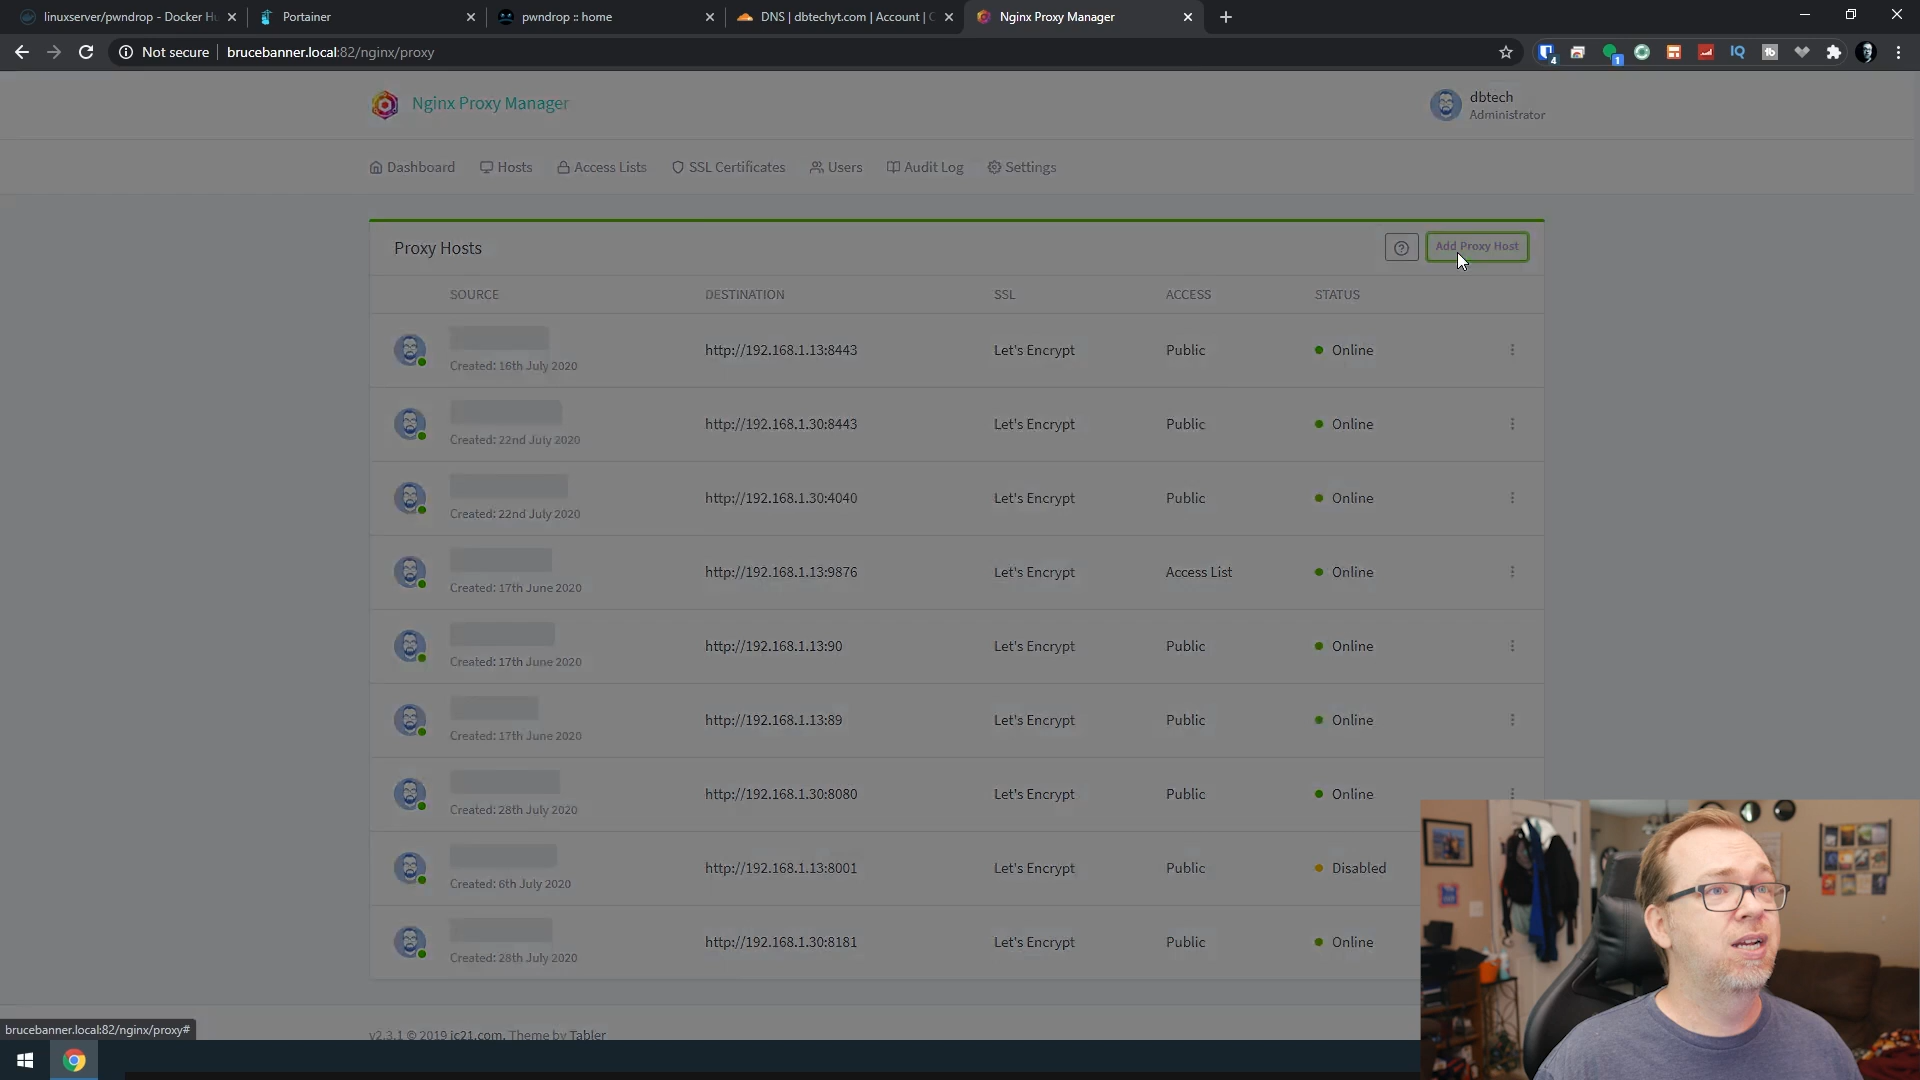 linuxserver/pwndrop - Docker Hu
Portainer
pwndrop :: home
DNS | dbtechyt.com | Account | C
Nginx Proxy Manager
Not secure
brucebanner.local:82/nginx/proxy
4
1
IQ
tb
Nginx Proxy Manager
dbtech
Administrator
Dashboard
Hosts
Access Lists
SSL Certificates
Users
Audit Log
Settings
Proxy Hosts
Add Proxy Host
SOURCE DESTINATION SSL ACCESS STATUS
http://192.168.1.13:8443 Let's Encrypt Public Online
Created: 16th July 2020
http://192.168.1.30:8443 Let's Encrypt Public Online
Created: 22nd July 2020
http://192.168.1.30:4040 Let's Encrypt Public Online
Created: 22nd July 2020
http://192.168.1.13:9876 Let's Encrypt Access List Online
Created: 17th June 2020
http://192.168.1.13:90 Let's Encrypt Public Online
Created: 17th June 2020
http://192.168.1.13:89 Let's Encrypt Public Online
Created: 17th June 2020
http://192.168.1.30:8080 Let's Encrypt Public Online
Created: 28th July 2020
http://192.168.1.13:8001 Let's Encrypt Public Disabled
Created: 6th July 2020
http://192.168.1.30:8181 Let's Encrypt Public Online
Created: 28th July 2020
brucebanner.local:82/nginx/proxy#
v2.3.1 © 2019 jc21.com. Theme by Tabler